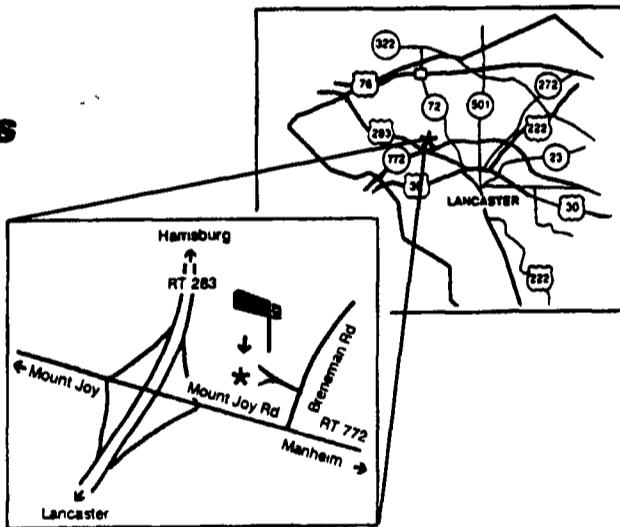 s
322
76
72
501
272
222
283
772
23
30
30
LANCASTER
222
Harrisburg
RT 283
Mount Joy
Mount Joy Rd
Breneman Rd
RT 772
Manheim
Lancaster